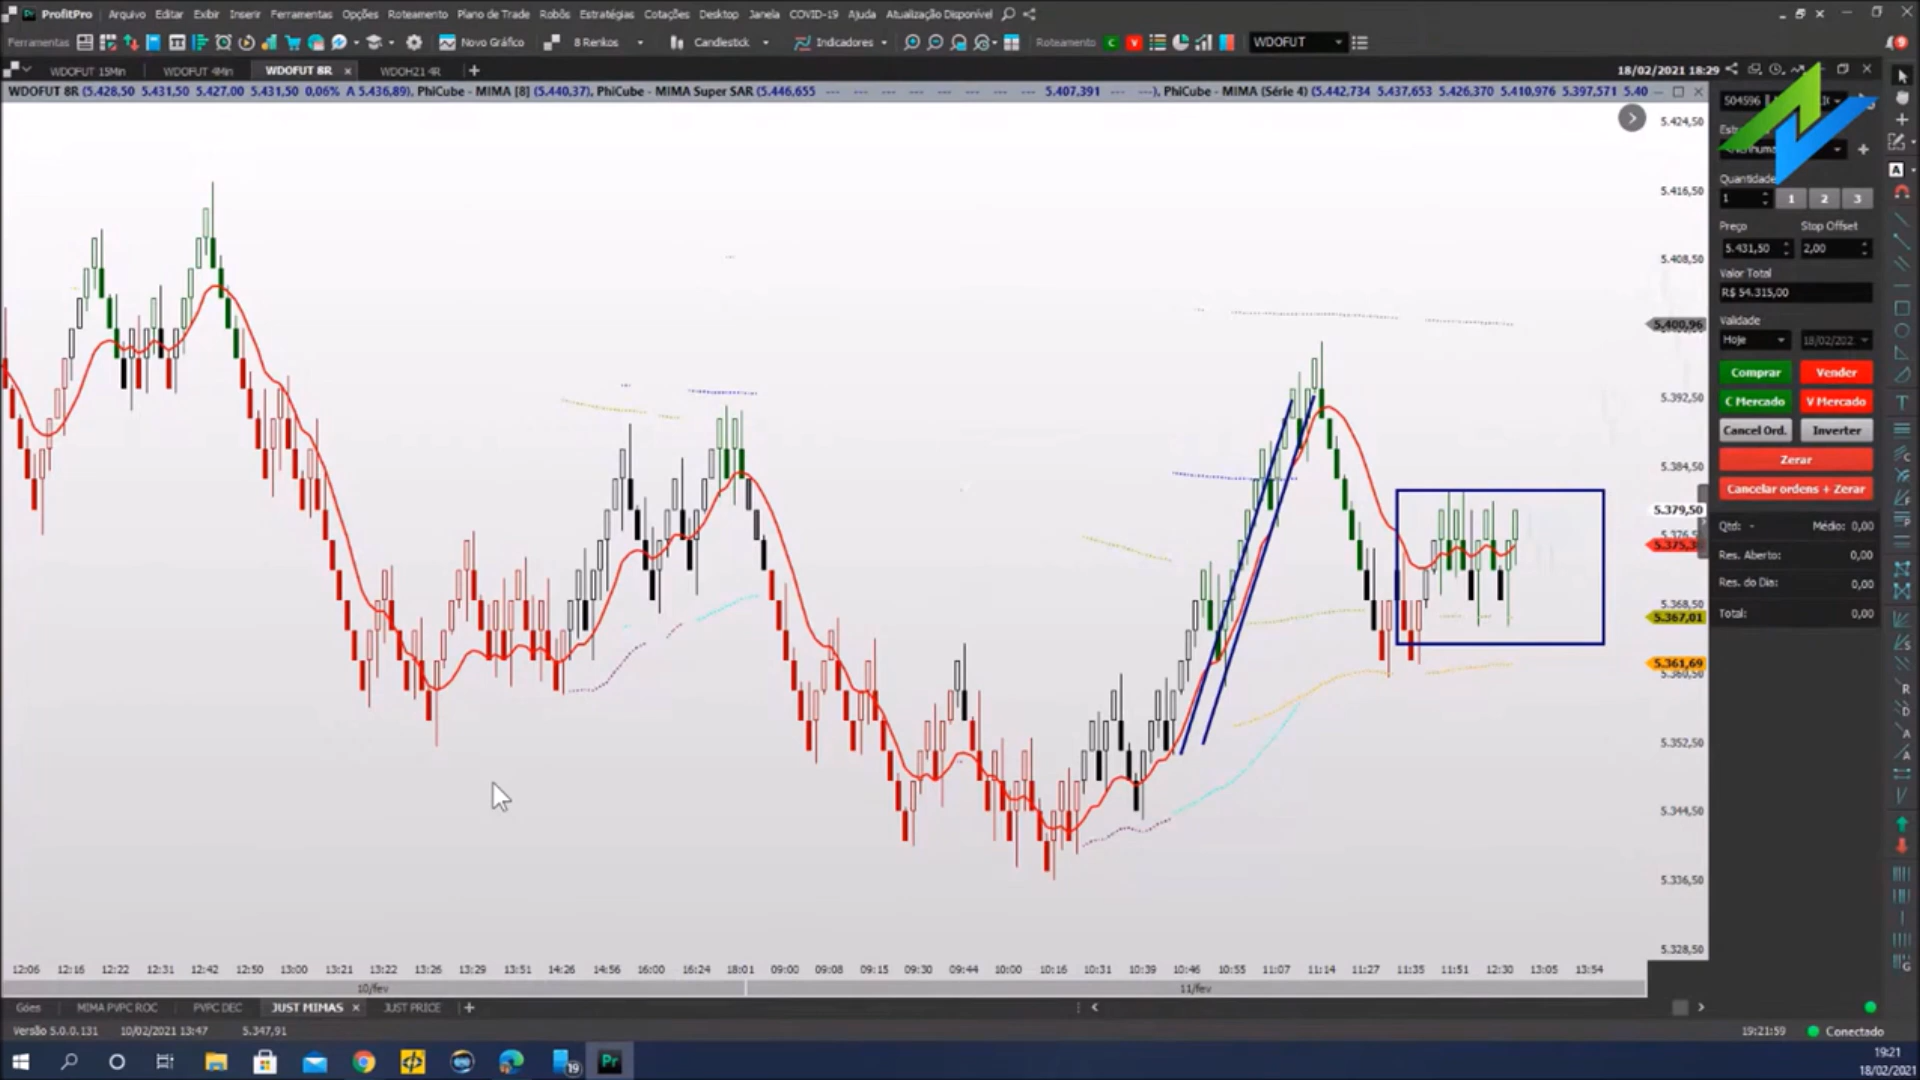 ProfitPro Arquivo Editar Exibir Inserir Ferramentas Opções Roteamento Plano de Trade Robôs Estratégias Cotações Desktop Janela COVID-19 Ajuda Atualização Disponível
Ferramentas Novo Gráfico 8 Renkos Candlestick Indicadores Roteamento C V WDOFUT
WDOFUT 15Min WDOFUT 4Min WDOFUT 8R WDOH21 4R 18/02/2021 18:29
WDOFUT 8R (5.428,50 5.431,50 5.427,00 5.431,50 0,06% A 5.436,89), PhiCube - MIMA [8] (5.440,37), PhiCube - MIMA Super SAR (5.446,655 --- --- --- --- 5.407,391 --- ---), PhiCube - MIMA (Série 4) (5.442,734 5.437,653 5.426,370 5.410,976 5.397,571 5.40
504596
Quantidade
1 1 2 3
Preço Stop Offset
5.431,50 2,00
Valor Total
R$ 54.315,00
Validade
Hoje 18/02/202
Comprar Vender
C Mercado V Mercado
Cancel Ord. Inverter
Zerar
Cancelar ordens + Zerar
Qtd: - Médio: 0,00
Res. Aberto: 0,00
Res. do Dia: 0,00
Total: 0,00
5.424,50
5.416,50
5.408,50
5.400,96
5.392,50
5.384,50
5.379,50
5.368,50
5.367,01
5.361,69
5.360,50
5.352,50
5.344,50
5.336,50
5.328,50
12:06 12:16 12:22 12:31 12:42 12:50 13:00 13:21 13:22 13:26 13:29 13:51 14:26 14:56 16:00 16:24 18:01 09:00 09:08 09:15 09:30 09:44 10:00 10:16 10:31 10:39 10:46 10:55 11:07 11:14 11:27 11:35 11:51 12:30 13:05 13:54
10/fev 11/fev
Góes MIMA PVPC ROC PVPC DEC JUST MIMAS JUST PRICE
Versão 5.0.0.131 10/02/2021 13:47 5.347,91 19:21:59 Conectado
19 Pr 19:21
18/02/2021